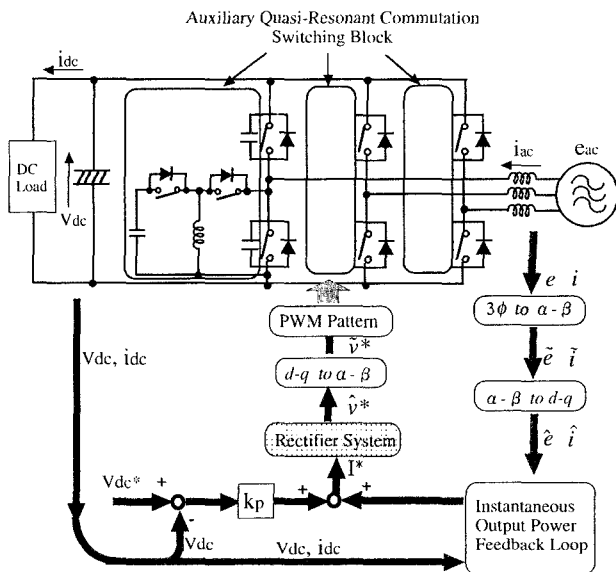 Auxiliary Quasi-Resonant Commutation
Switching Block
idc
iac
eac
DC
Load
Vdc
e i
PWM Pattern
3ϕ to α - β
ṽ*
ẽ ĩ
Vdc, idc
d-q to α - β
α - β to d-q
v̂*
Rectifier System
ê î
I*
Vdc*
+
-
kp
+
+
Vdc
Vdc, idc
Instantaneous
Output Power
Feedback Loop